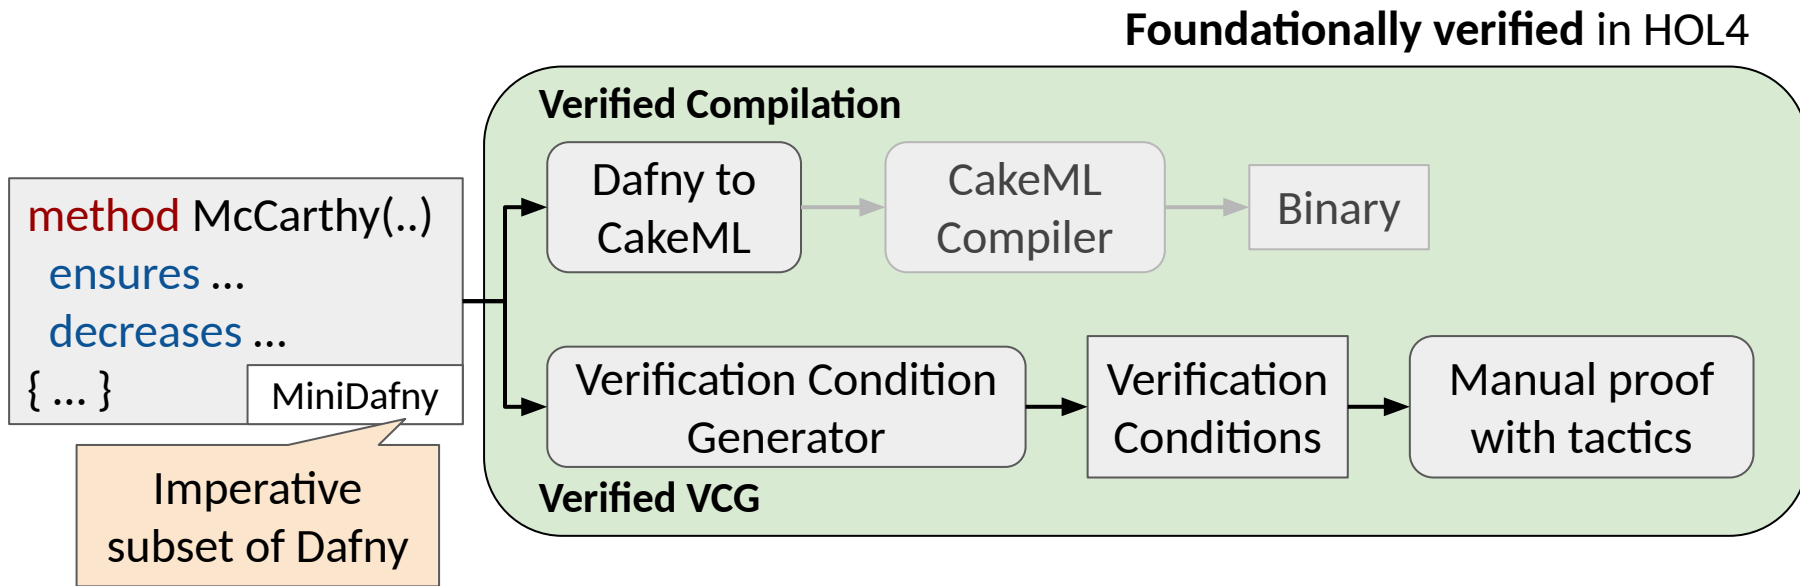 Foundationally verified in HOL4
Verified Compilation
Dafny to
CakeML
CakeML
Compiler
Binary
method McCarthy(..)
ensures ...
decreases ...
{ ... }
MiniDafny
Imperative
subset of Dafny
Verification Condition
Generator
Verification
Conditions
Manual proof
with tactics
Verified VCG